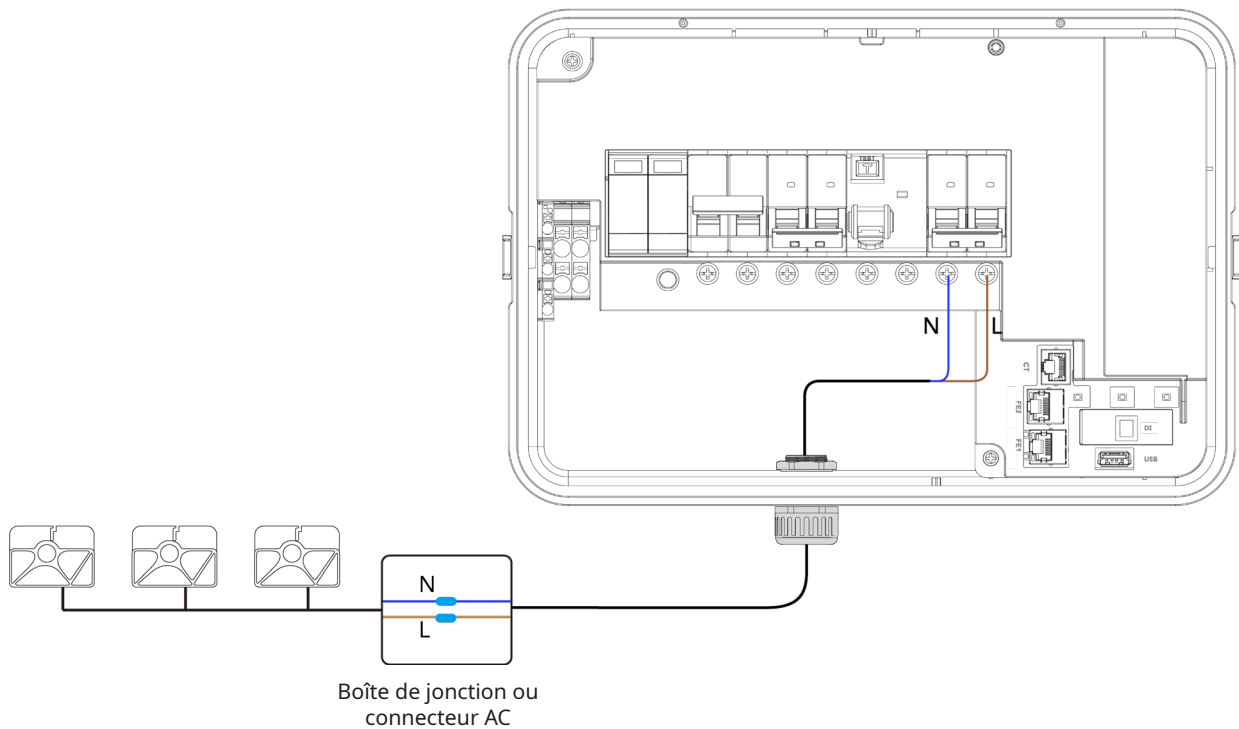 TEST
N
L
CT
FE2
FE1
DI
USB
N
L
Boîte de jonction ou
connecteur AC